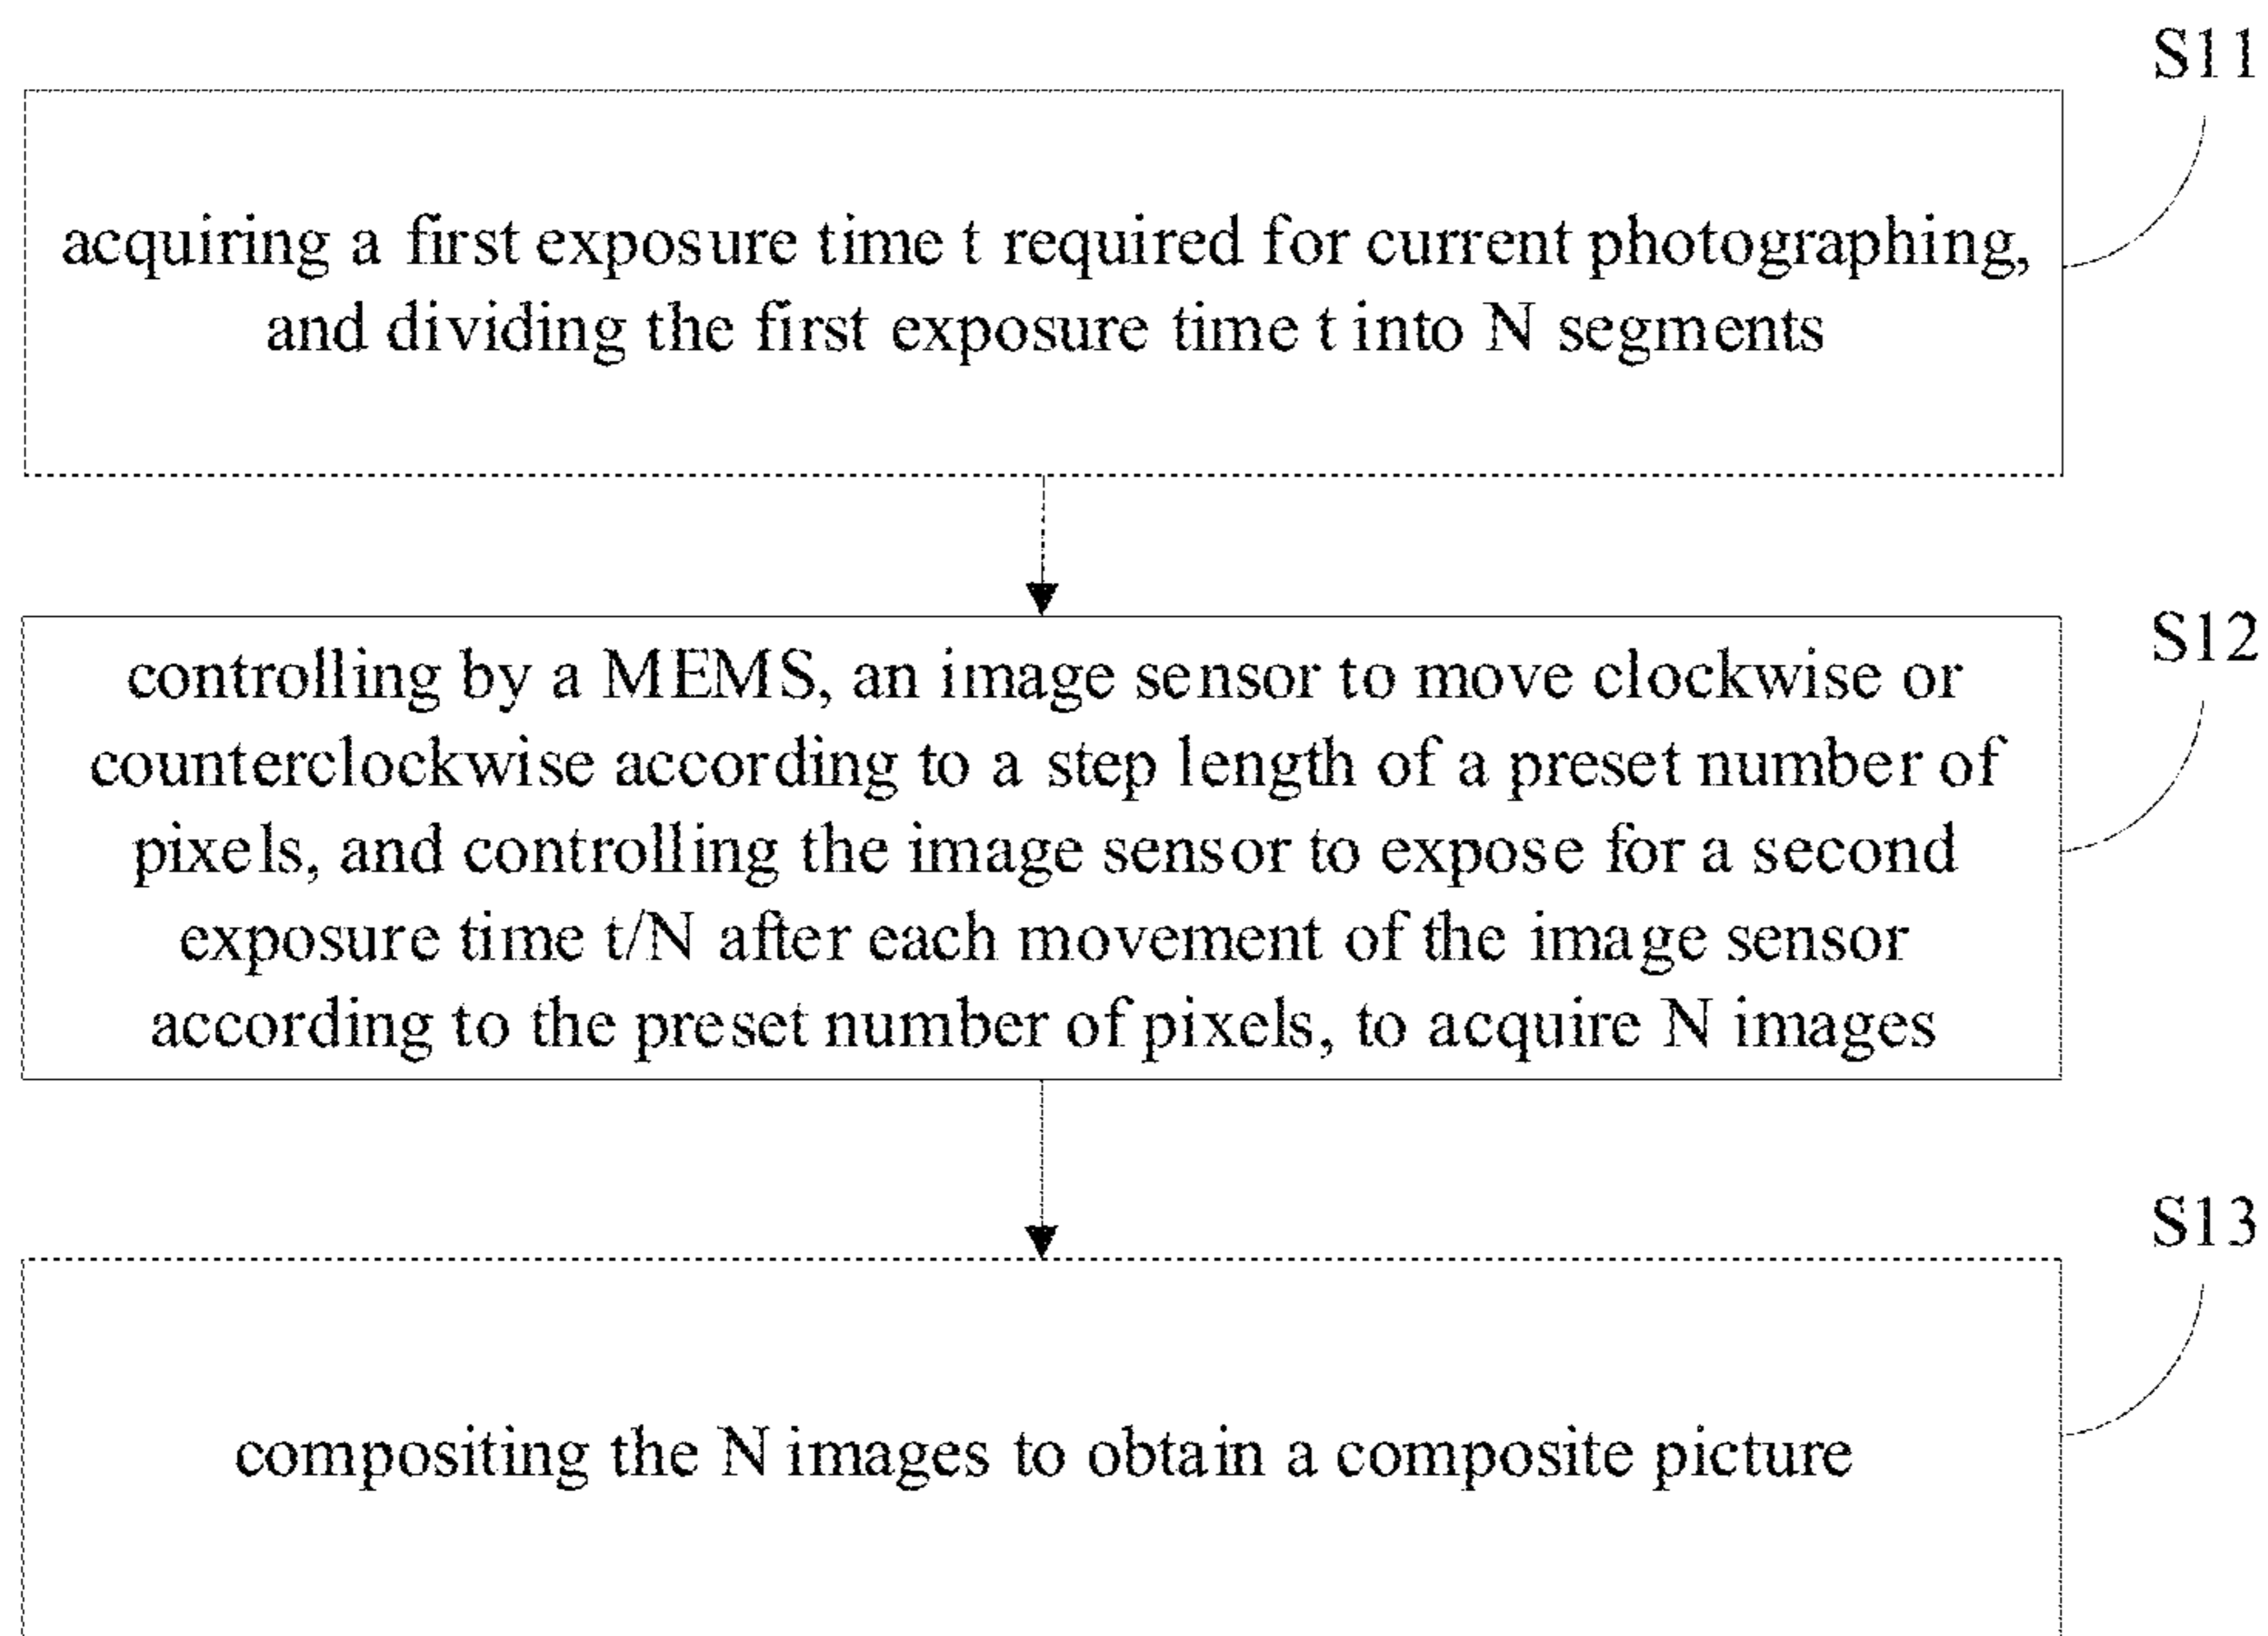 S11
acquiring a first exposure time t required for current photographing,
and dividing the first exposure time t into N segments
S12
controlling by a MEMS, an image sensor to move clockwise or
counterclockwise according to a step length of a preset number of
pixels, and controlling the image sensor to expose for a second
exposure time t/N after each movement of the image sensor
according to the preset number of pixels, to acquire N images
S13
compositing the N images to obtain a composite picture